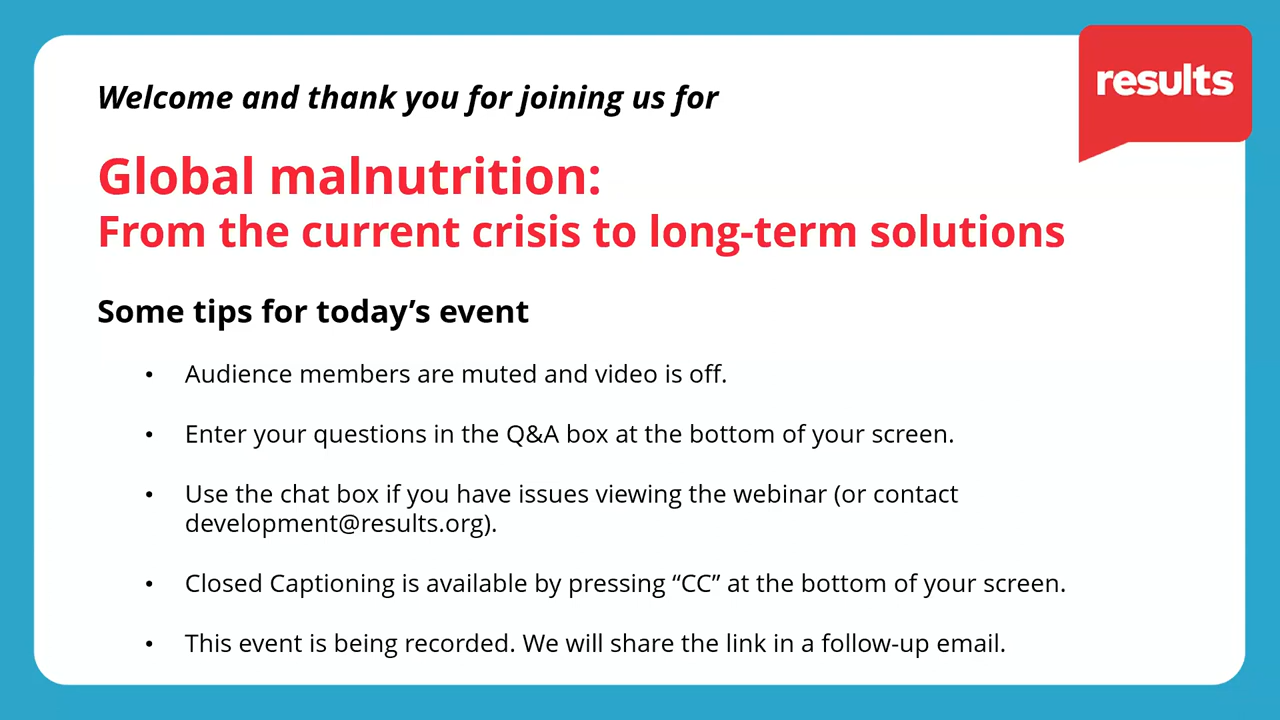 Welcome and thank you for joining us for
results
Global malnutrition:
From the current crisis to long-term solutions
Some tips for today’s event
• Audience members are muted and video is off.
• Enter your questions in the Q&A box at the bottom of your screen.
• Use the chat box if you have issues viewing the webinar (or contact
development@results.org).
• Closed Captioning is available by pressing “CC” at the bottom of your screen.
• This event is being recorded. We will share the link in a follow-up email.